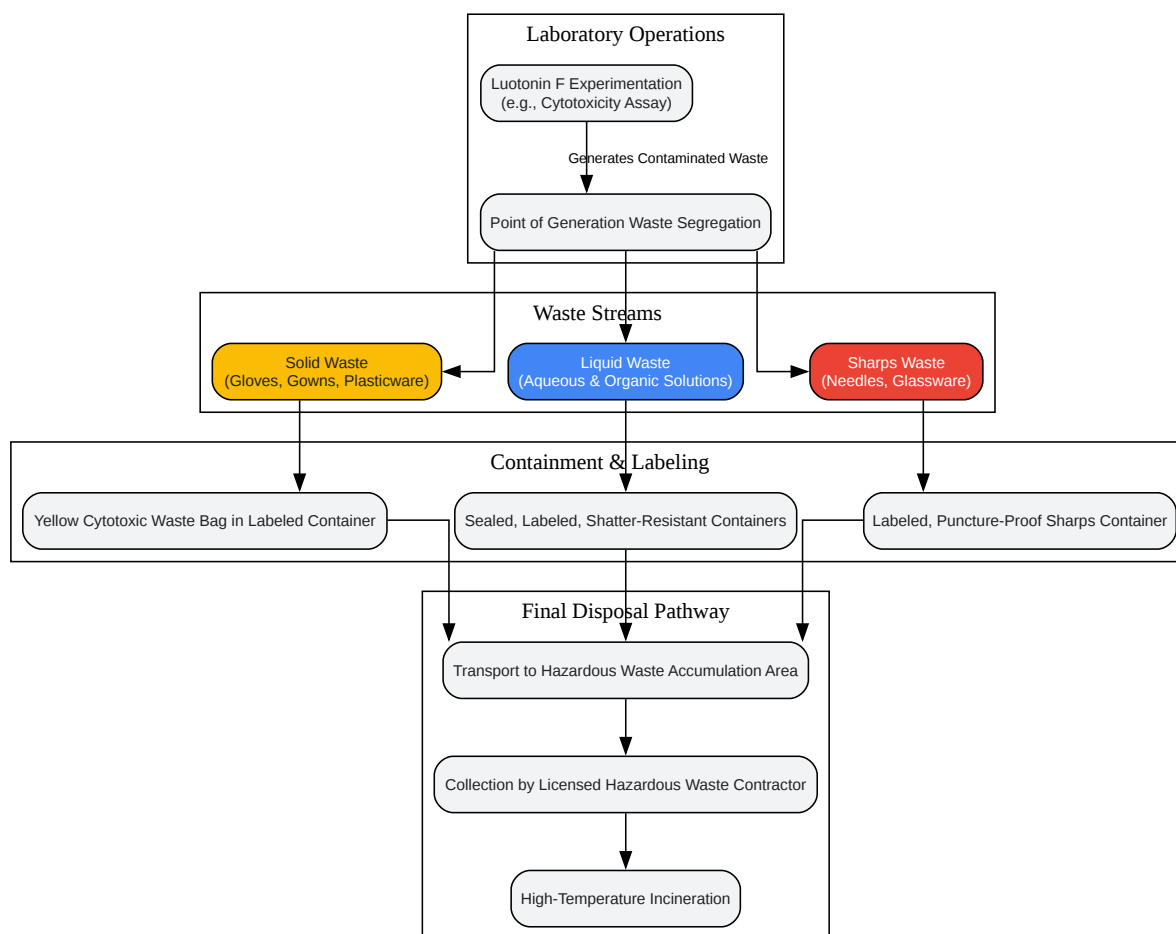 Laboratory Operations
Luotonin F Experimentation
(e.g., Cytotoxicity Assay)
Generates Contaminated Waste
Point of Generation Waste Segregation
Waste Streams
Solid Waste
(Gloves, Gowns, Plasticware)
Liquid Waste
(Aqueous & Organic Solutions)
Sharps Waste
(Needles, Glassware)
Containment & Labeling
Yellow Cytotoxic Waste Bag in Labeled Container
Sealed, Labeled, Shatter-Resistant Containers
Labeled, Puncture-Proof Sharps Container
Final Disposal Pathway
Transport to Hazardous Waste Accumulation Area
Collection by Licensed Hazardous Waste Contractor
High-Temperature Incineration